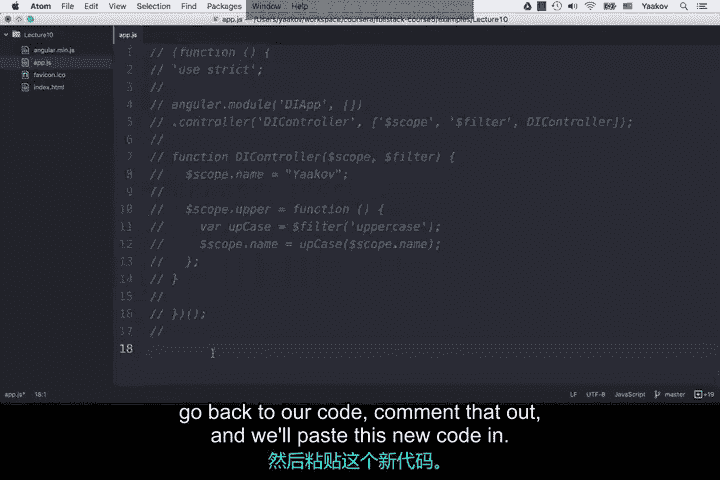 Atom File Edit View Selection Find Packages Window Help Yaakov
app.js — /Users/yaakov/workspace/coursera/fullstack-course5/examples/Lecture10
Lecture10
angular.min.js
app.js
favicon.ico
index.html
app.js
1 // (function () {
2 // 'use strict';
3 //
4 // angular.module('DIApp', [])
5 // .controller('DIController', ['$scope', '$filter', DIController]);
6 //
7 // function DIController($scope, $filter) {
8 // $scope.name = "Yaakov";
9 //
10 // $scope.upper = function () {
11 // var upCase = $filter('uppercase');
12 // $scope.name = upCase($scope.name);
13 // };
14 // }
15 //
16 // })();
17 //
18
app.js* 18:1 LF UTF-8 JavaScript master +19
go back to our code, comment that out,
and we'll paste this new code in.
然后粘贴这个新代码。